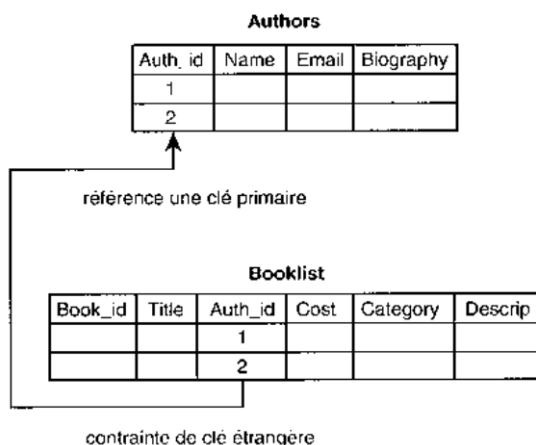 Authors
Auth_id Name Email Biography
1
2
référence une clé primaire
Booklist
Book_id Title Auth_id Cost Category Descrip
1
2
contrainte de clé étrangère